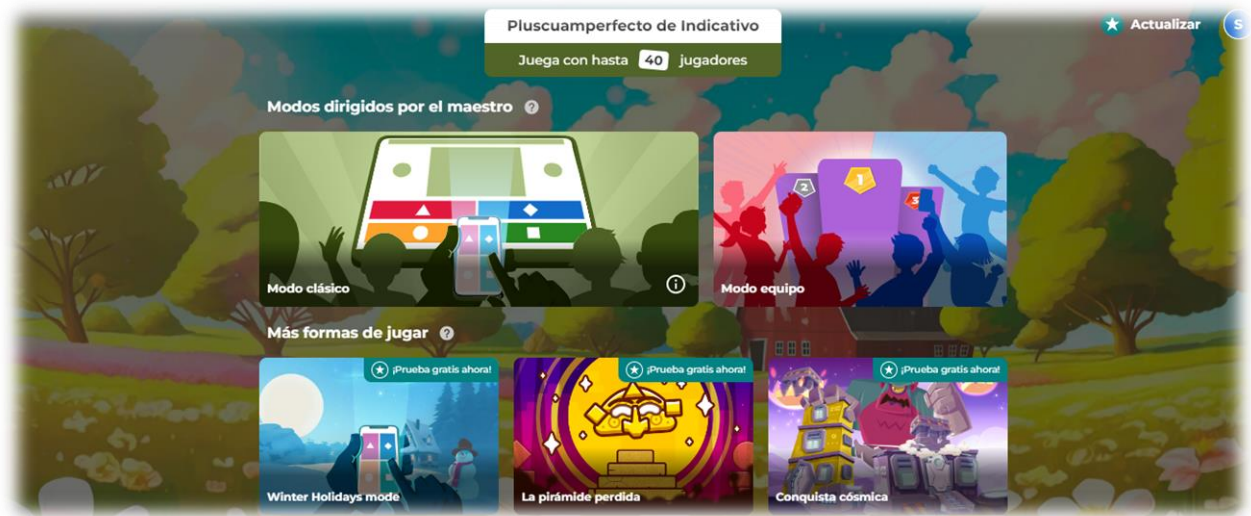 Pluscuamperfecto de Indicativo
Juega con hasta 40 jugadores
Actualizar
S
Modos dirigidos por el maestro ?
Modo clásico
2
1
3
Modo equipo
Más formas de jugar ?
¡Prueba gratis ahora!
Winter Holidays mode
¡Prueba gratis ahora!
La pirámide perdida
¡Prueba gratis ahora!
Conquista cósmica